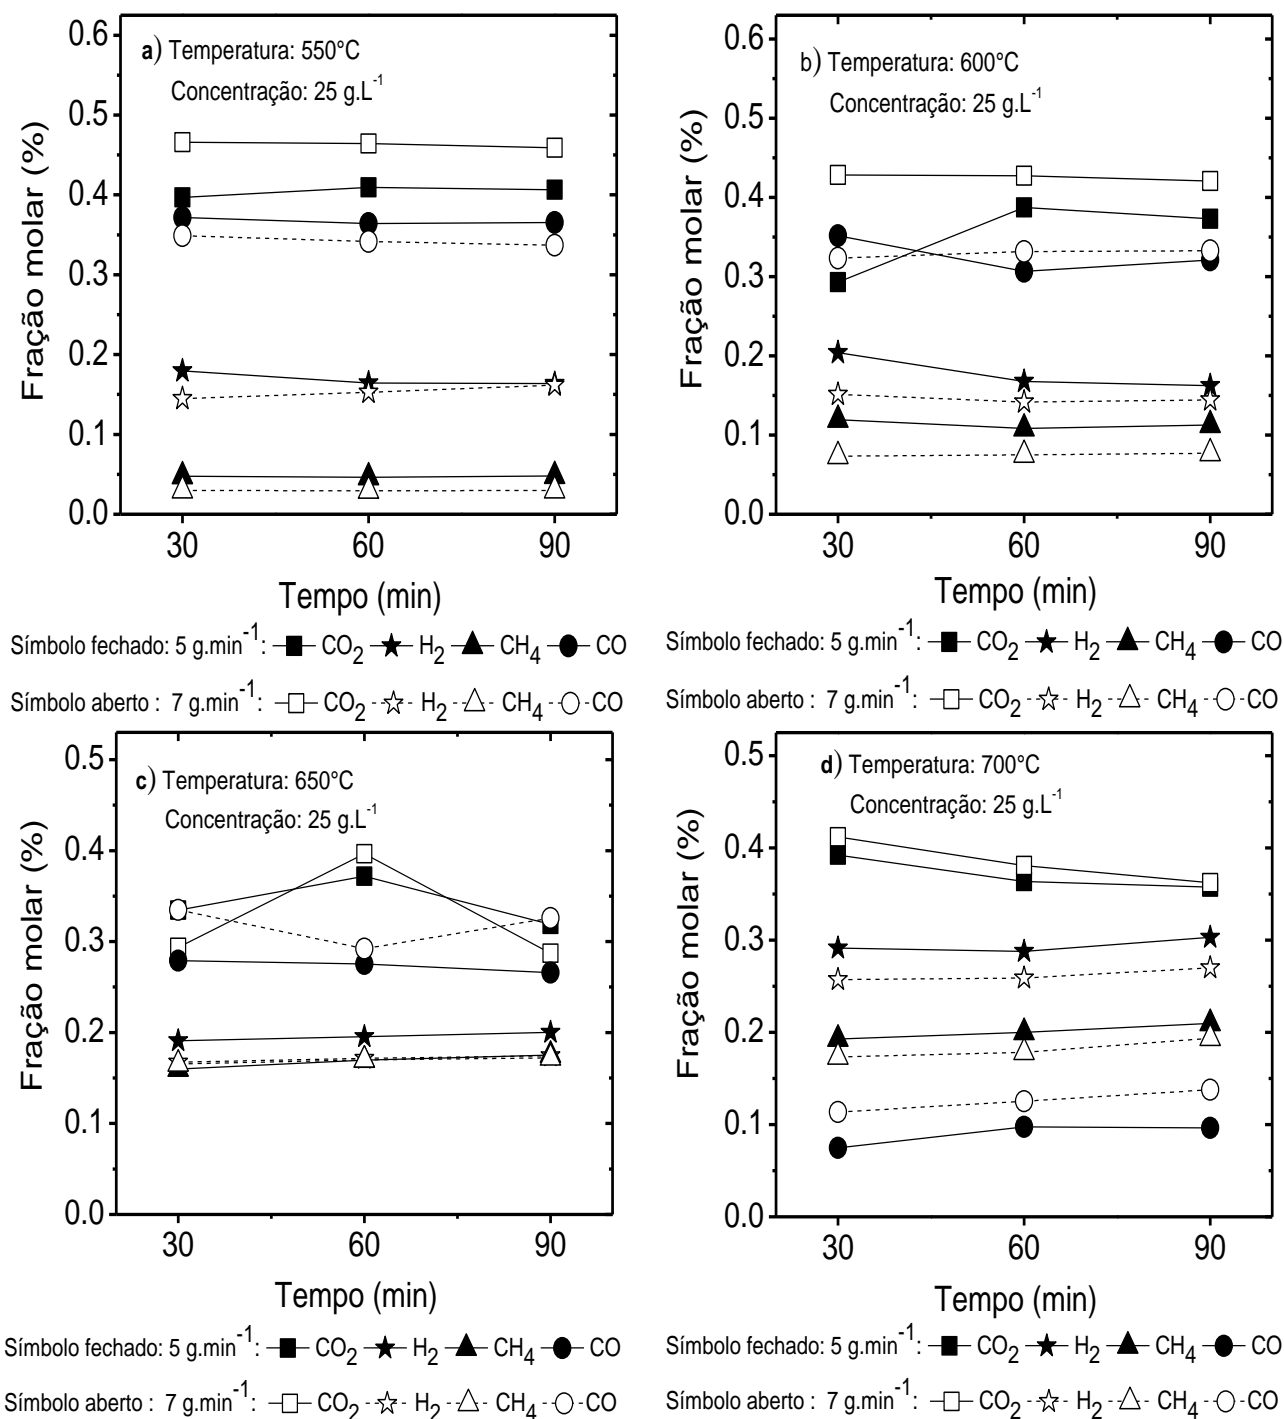 a) Temperatura: 550°C
Concentração: 25 g.L-1
Fração molar (%)
0.6
0.5
0.4
0.3
0.2
0.1
0.0
30 60 90
Tempo (min)
Símbolo fechado: 5 g.min-1: CO2 H2 CH4 CO
Símbolo aberto : 7 g.min-1: CO2 H2 CH4 CO
b) Temperatura: 600°C
Concentração: 25 g.L-1
Fração molar (%)
0.6
0.5
0.4
0.3
0.2
0.1
0.0
30 60 90
Tempo (min)
Símbolo fechado: 5 g.min-1: CO2 H2 CH4 CO
Símbolo aberto : 7 g.min-1: CO2 H2 CH4 CO
c) Temperatura: 650°C
Concentração: 25 g.L-1
Fração molar (%)
0.5
0.4
0.3
0.2
0.1
0.0
30 60 90
Tempo (min)
Símbolo fechado: 5 g.min-1: CO2 H2 CH4 CO
Símbolo aberto : 7 g.min-1: CO2 H2 CH4 CO
d) Temperatura: 700°C
Concentração: 25 g.L-1
Fração molar (%)
0.5
0.4
0.3
0.2
0.1
0.0
30 60 90
Tempo (min)
Símbolo fechado: 5 g.min-1: CO2 H2 CH4 CO
Símbolo aberto : 7 g.min-1: CO2 H2 CH4 CO